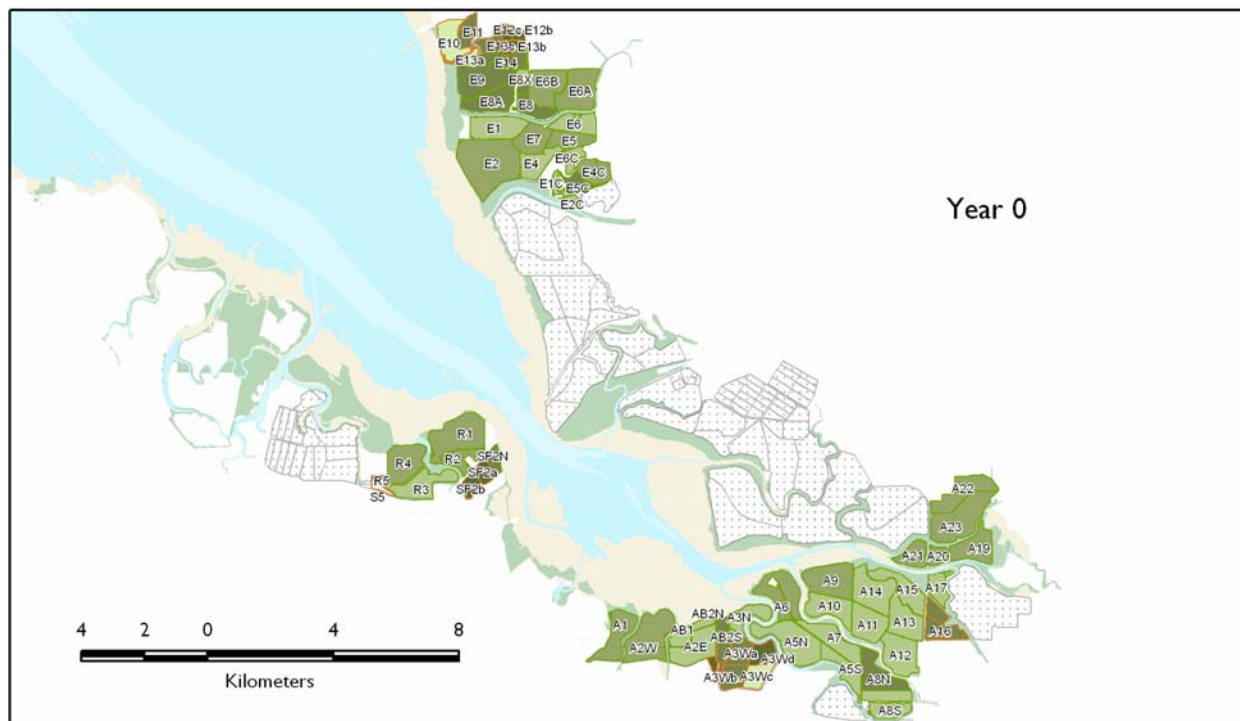 E11
E12c
E12b
E10
E13c
E13b
E13a
E14
E9
E8X
E6B
E6A
E8A
E8
E1
E6
E7
E5
E2
E4
E6C
E4C
E1C
E5C
E2C
Year 0
R1
R4
R2
SF2N
SF2a
R5
R3
SF2b
S5
A22
A23
A21
A20
A19
A9
A14
A15
A17
A6
A10
A11
A13
A16
A1
AB2N
A3N
AB1
A2W
A2E
AB2S
A5N
A7
A12
A3Wa
A3Wd
A3Wb
A3Wc
A5S
A8N
A8S
4 2 0 4 8
Kilometers